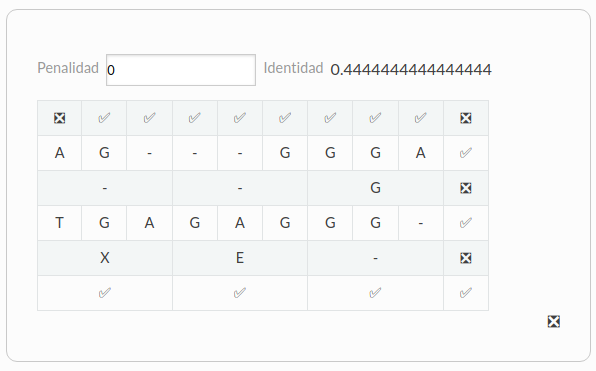 Penalidad 0 Identidad 0.4444444444444444
A G - - - G G G A
- - G
T G A G A G G G -
X E -